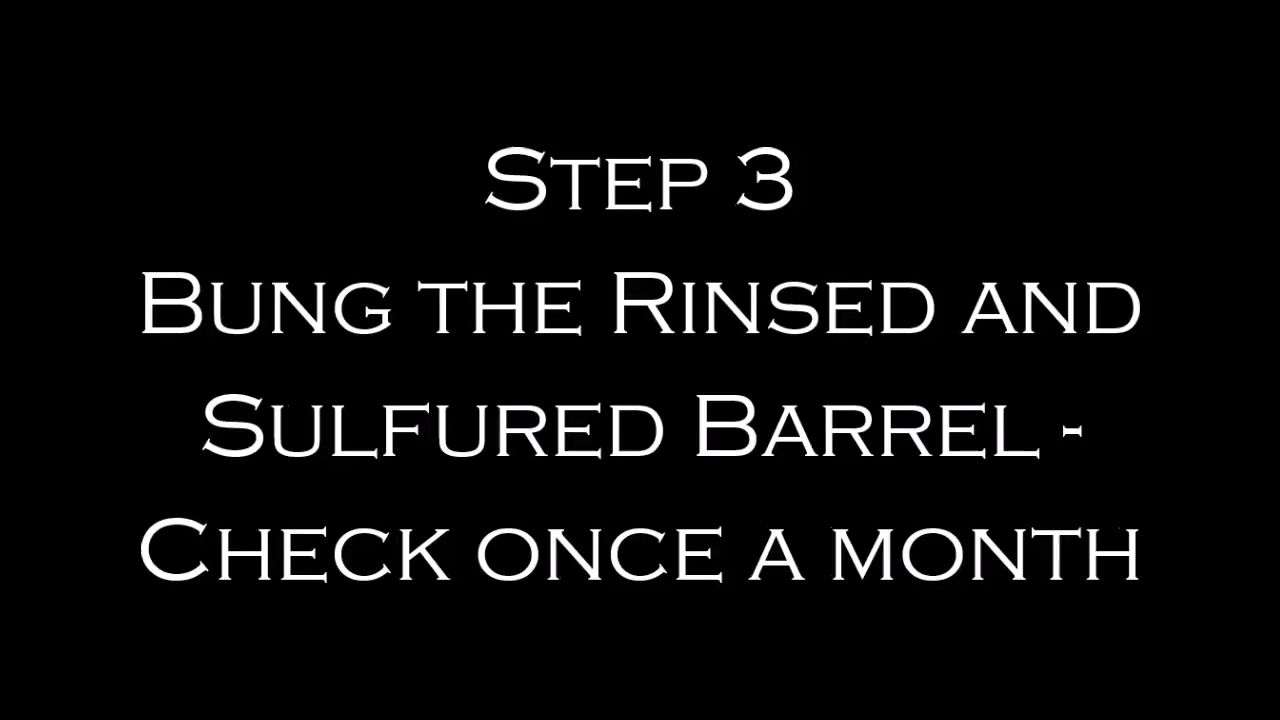 Step 3
Bung the Rinsed and
Sulfured Barrel -
Check once a month